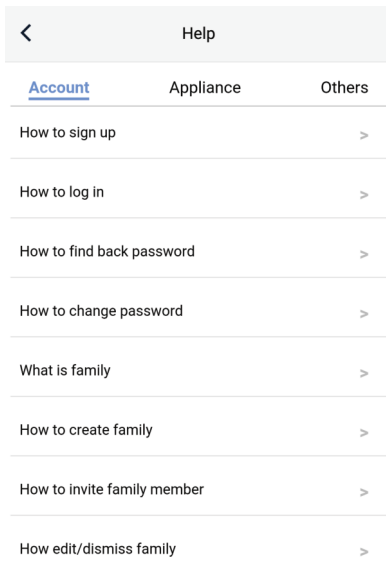 Help
Account Appliance Others
How to sign up >
How to log in >
How to find back password >
How to change password >
What is family >
How to create family >
How to invite family member >
How edit/dismiss family >